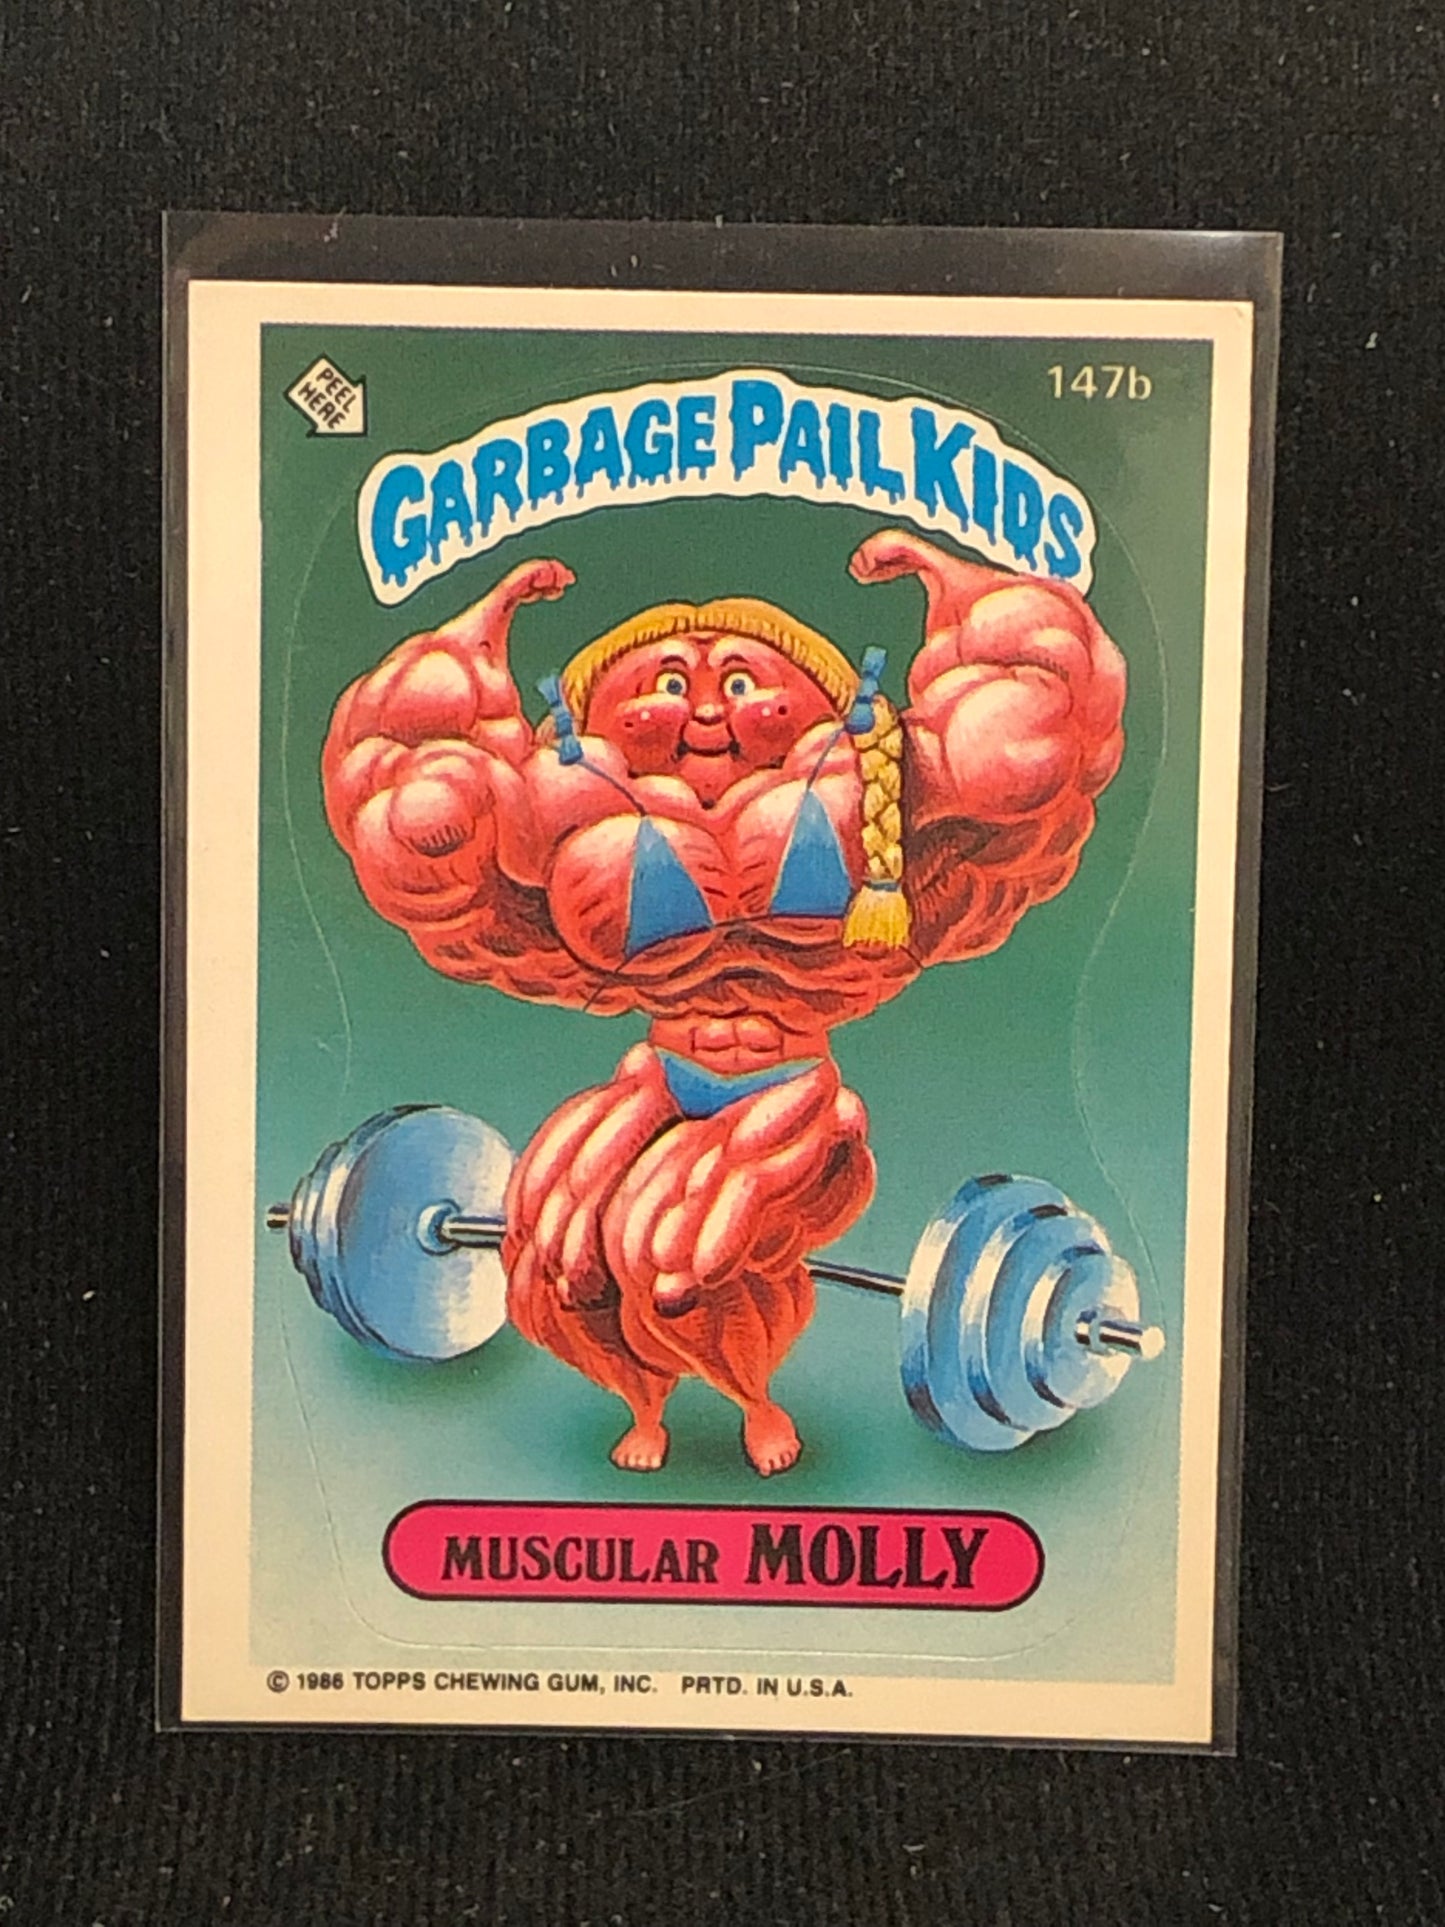 PEEL
HERE
147b
GARBAGE PAIL KIDS
MUSCULAR MOLLY
© 1986 TOPPS CHEWING GUM, INC. PRTD. IN U.S.A.